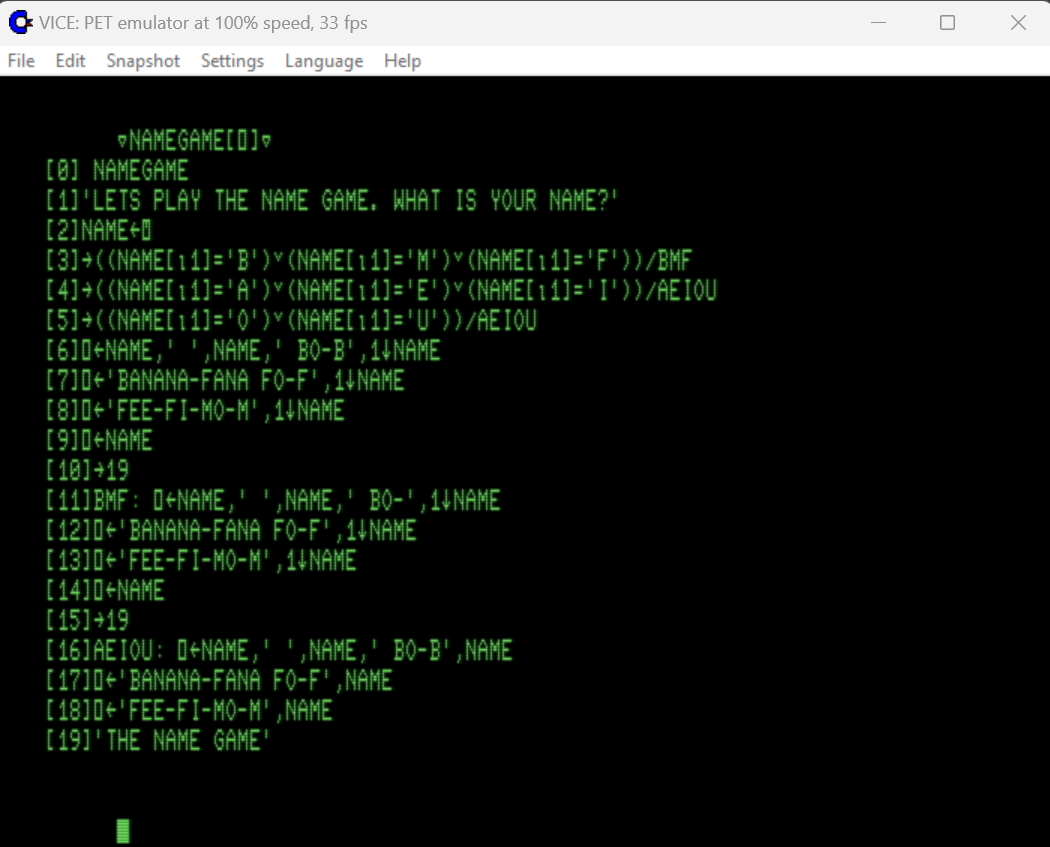 VICE: PET emulator at 100% speed, 33 fps
File Edit Snapshot Settings Language Help
∇NAMEGAME[⎕]∇
[0] NAMEGAME
[1]'LETS PLAY THE NAME GAME. WHAT IS YOUR NAME?'
[2]NAME←⍞
[3]→((NAME[⍳1]='B')∨(NAME[⍳1]='M')∨(NAME[⍳1]='F'))/BMF
[4]→((NAME[⍳1]='A')∨(NAME[⍳1]='E')∨(NAME[⍳1]='I'))/AEIOU
[5]→((NAME[⍳1]='O')∨(NAME[⍳1]='U'))/AEIOU
[6]⎕←NAME,' ',NAME,' BO-B',1↓NAME
[7]⎕←'BANANA-FANA FO-F',1↓NAME
[8]⎕←'FEE-FI-MO-M',1↓NAME
[9]⎕←NAME
[10]→19
[11]BMF: ⎕←NAME,' ',NAME,' BO-',1↓NAME
[12]⎕←'BANANA-FANA FO-F',1↓NAME
[13]⎕←'FEE-FI-MO-M',1↓NAME
[14]⎕←NAME
[15]→19
[16]AEIOU: ⎕←NAME,' ',NAME,' BO-B',NAME
[17]⎕←'BANANA-FANA FO-F',NAME
[18]⎕←'FEE-FI-MO-M',NAME
[19]'THE NAME GAME'